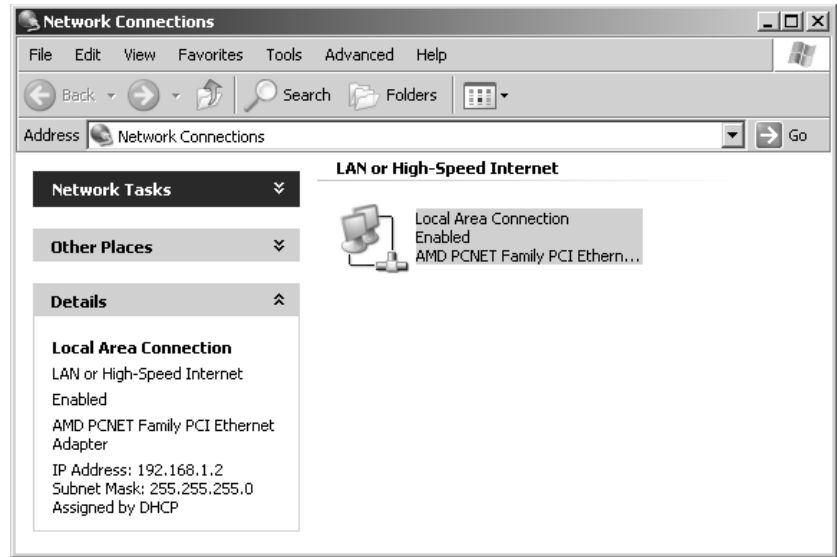 Network Connections
File Edit View Favorites Tools Advanced Help
Back Search Folders
Address Network Connections Go
Network Tasks
Other Places
Details
Local Area Connection
LAN or High-Speed Internet
Enabled
AMD PCNET Family PCI Ethernet
Adapter
IP Address: 192.168.1.2
Subnet Mask: 255.255.255.0
Assigned by DHCP
LAN or High-Speed Internet
Local Area Connection
Enabled
AMD PCNET Family PCI Ethern...